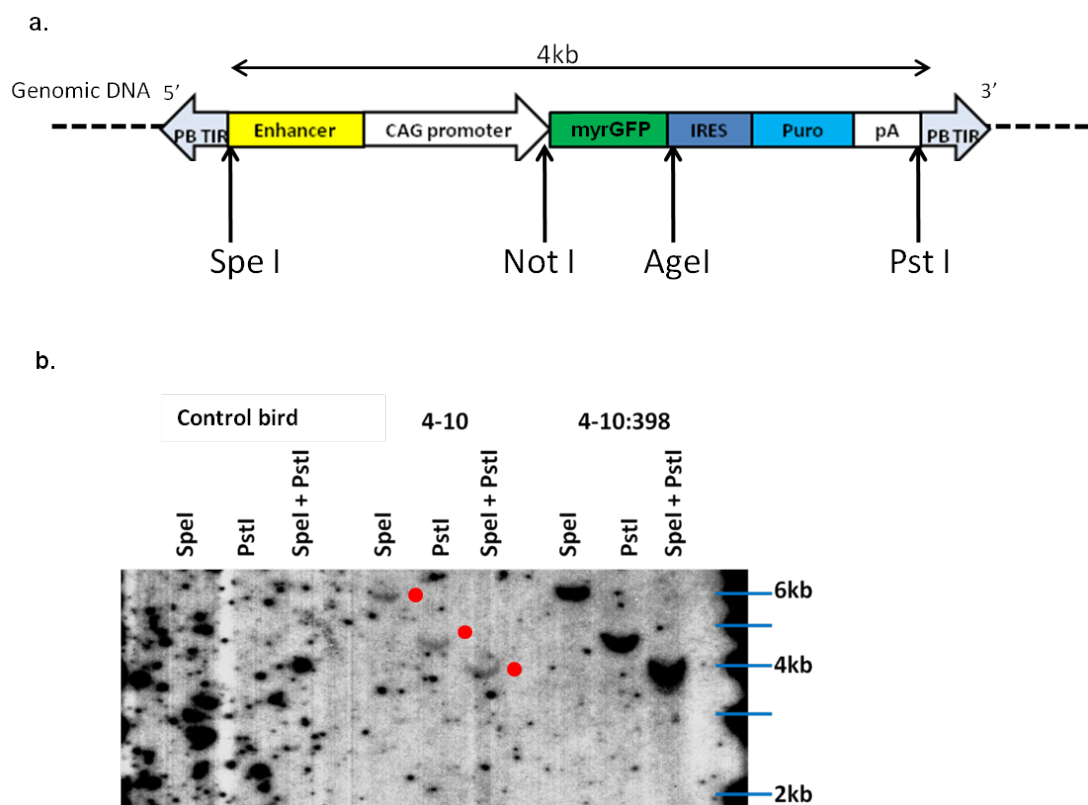 a.
4kb
Genomic DNA 5’ 3’
PB TIR Enhancer CAG promoter myrGFP IRES Puro pA PB TIR
Spe I Not I AgeI Pst I
b.
Control bird 4-10 4-10:398
SpeI PstI SpeI + PstI SpeI PstI SpeI + PstI SpeI PstI SpeI + PstI
6kb
4kb
2kb